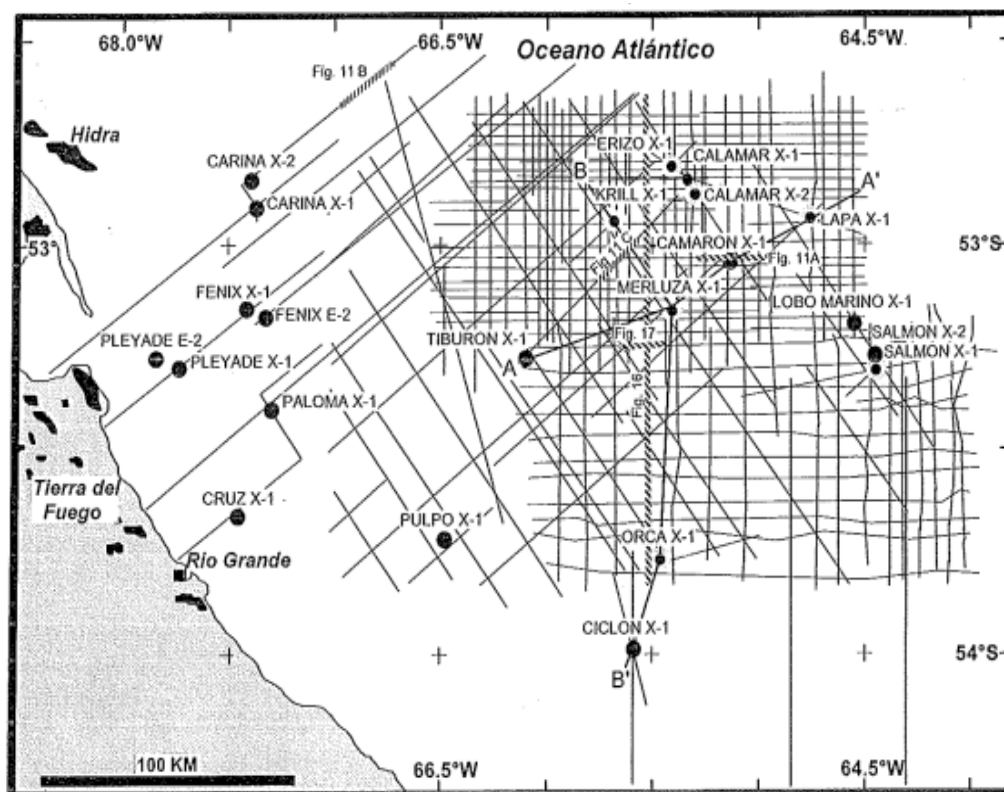 68.0°W
66.5°W
64.5°W
Oceano Atlántico
Fig. 11 B
Hidra
CARINA X-2
CARINA X-1
ERIZO X-1
CALAMAR X-1
B
KRILL X-1
CALAMAR X-2
A'
LAPA X-1
53°
53°S
CAMARON X-1
Fig. 11A
MERLUZA X-1
FENIX X-1
FENIX E-2
LOBO MARINO X-1
PLEYADE E-2
PLEYADE X-1
TIBURON X-1
Fig. 17
SALMON X-2
A
SALMON X-1
Fig. 16
PALOMA X-1
Tierra del
Fuego
CRUZ X-1
PULPO X-1
ORCA X-1
Rio Grande
CICLON X-1
54°S
B'
100 KM
66.5°W
64.5°W